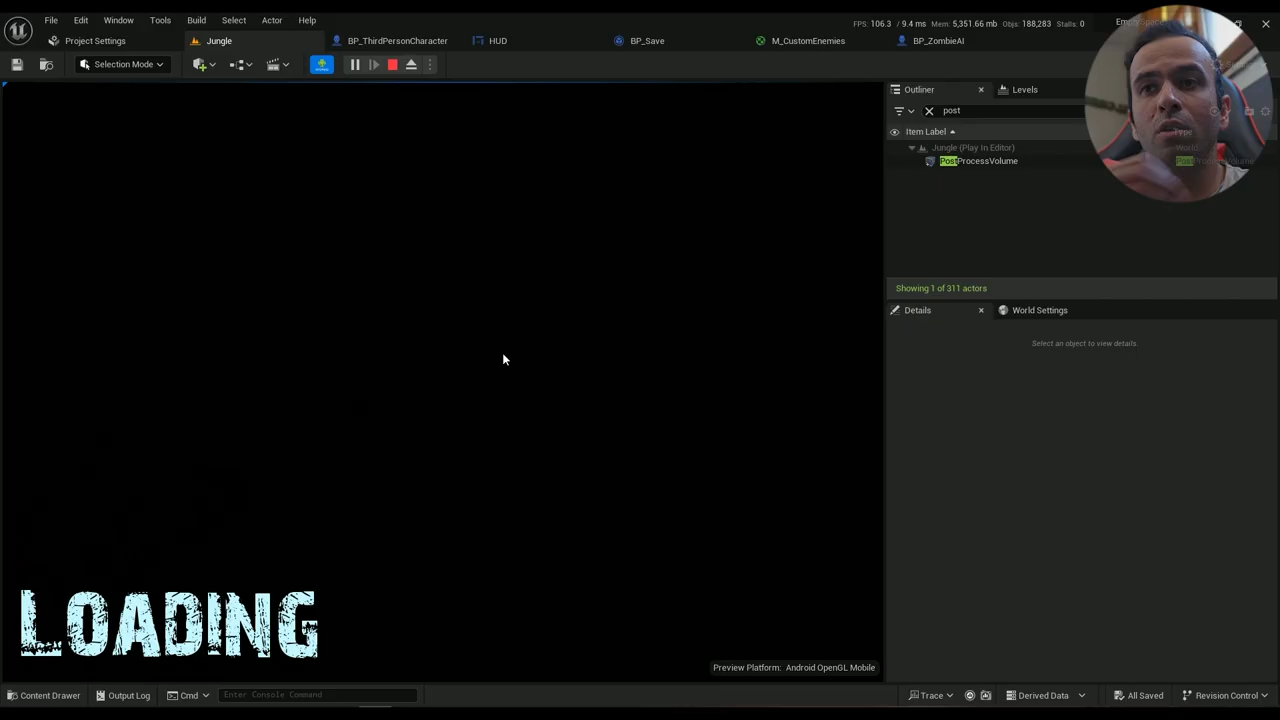 File Edit Window Tools Build Select Actor Help
FPS: 106.3 / 9.4 ms Mem: 5,351.66 mb Objs: 188,283 Stalls: 0
Project Settings Jungle BP_ThirdPersonCharacter HUD BP_Save M_CustomEnemies BP_ZombieAI
Selection Mode
Outliner Levels
post
Item Label Type
Jungle (Play In Editor) World
PostProcessVolume PostProcessVolume
Showing 1 of 311 actors
Details World Settings
Select an object to view details.
LOADING
Preview Platform: Android OpenGL Mobile
Content Drawer Output Log Cmd Enter Console Command Trace Derived Data All Saved Revision Control